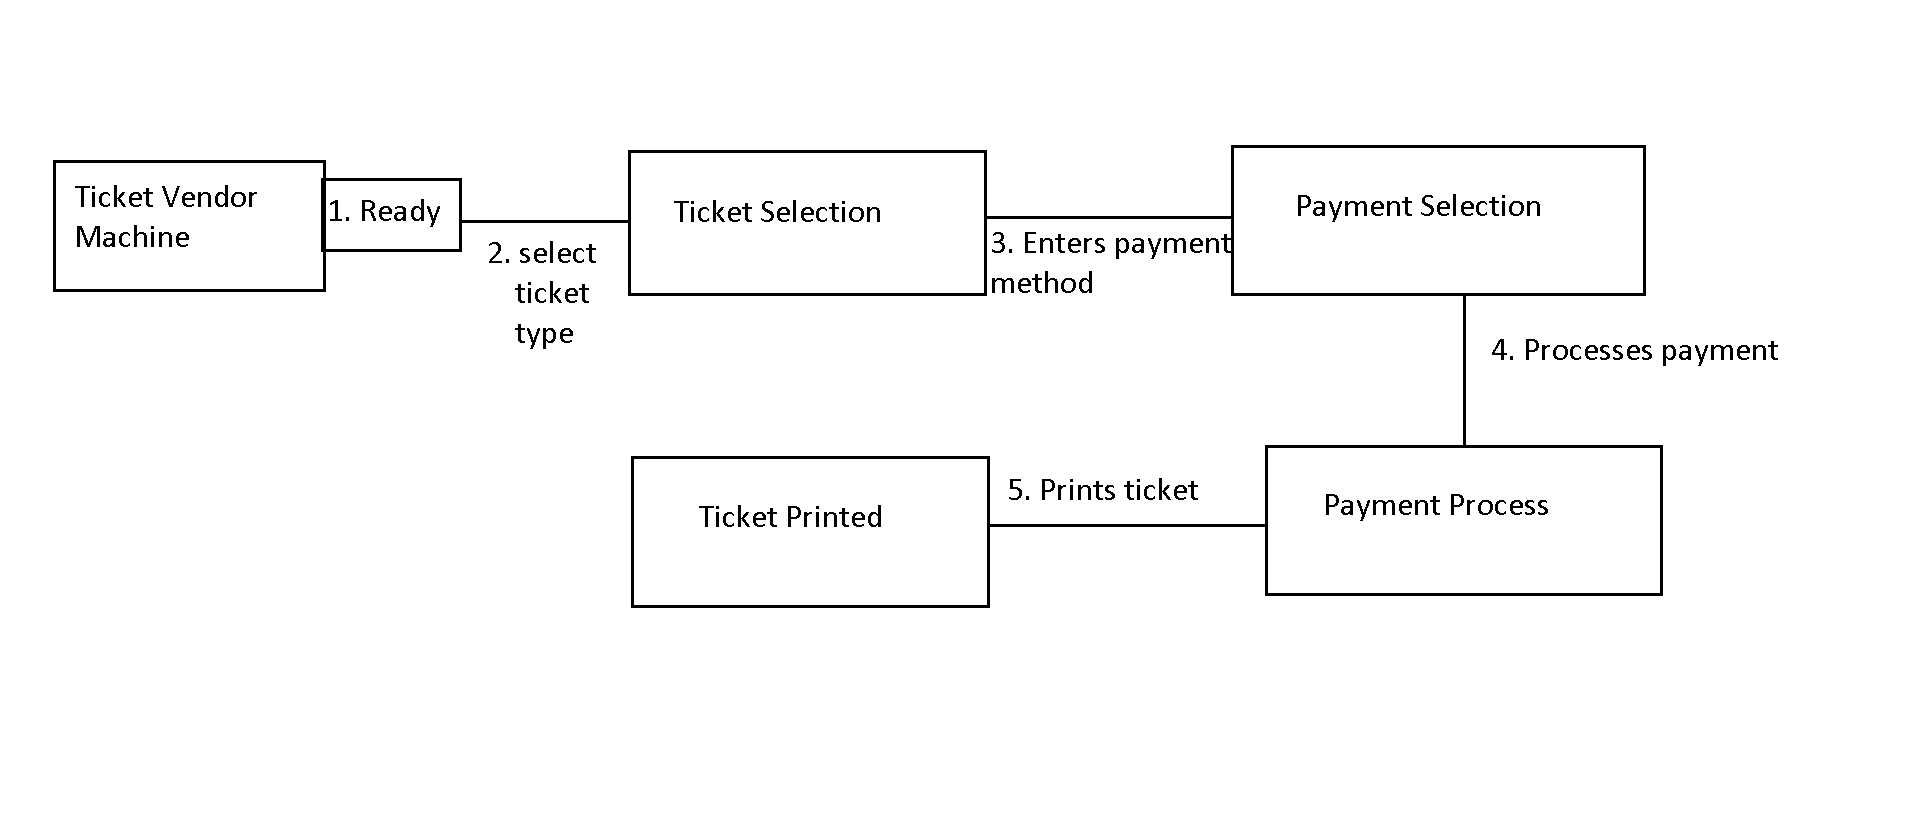 Ticket Vendor
Machine
1. Ready
2. select
ticket
type
Ticket Selection
3. Enters payment
method
Payment Selection
4. Processes payment
Payment Process
5. Prints ticket
Ticket Printed